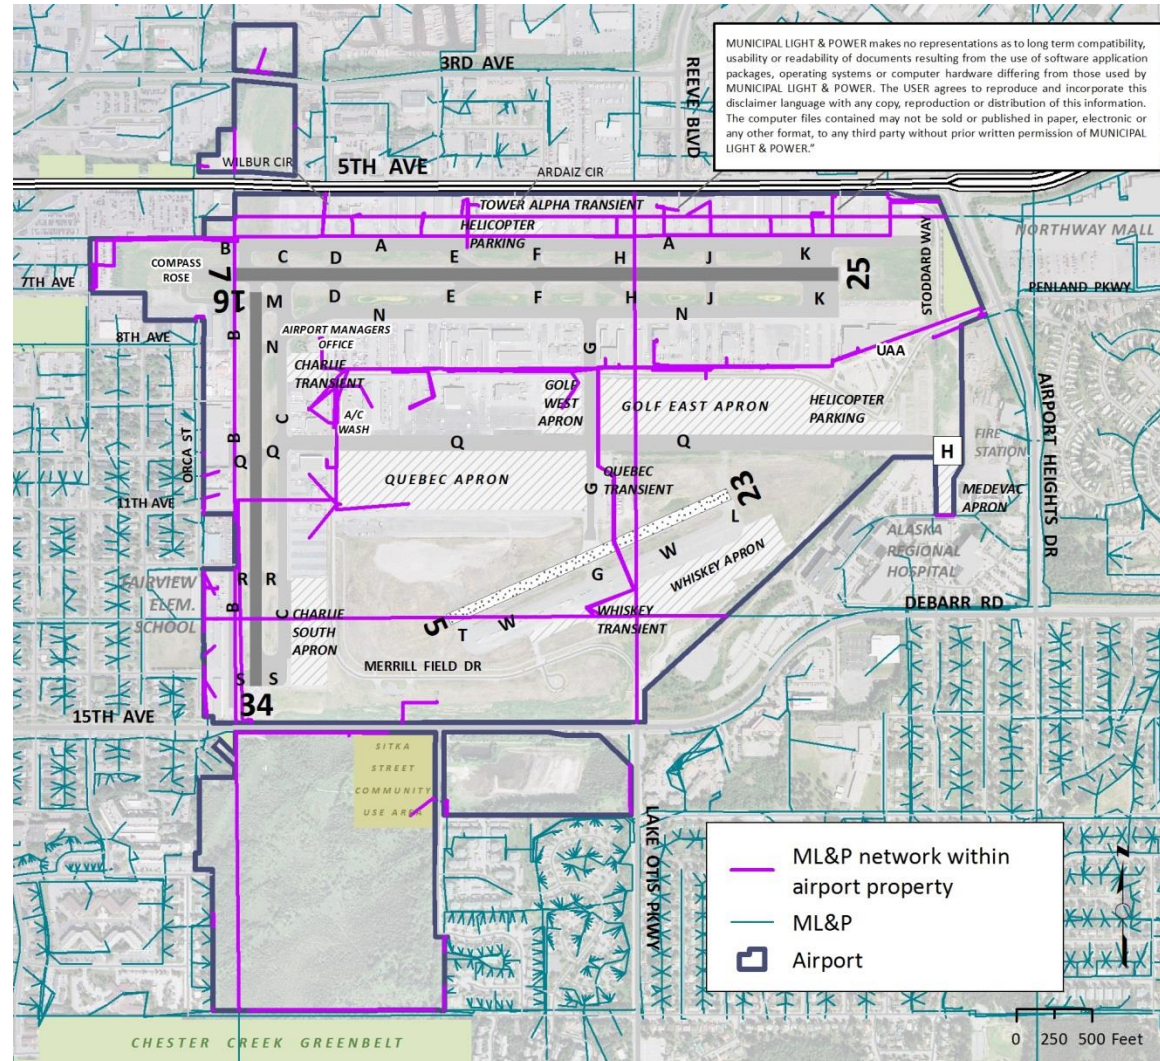 3RD AVE
REEVE BLVD
MUNICIPAL LIGHT & POWER makes no representations as to long term compatibility,
usability or readability of documents resulting from the use of software application
packages, operating systems or computer hardware differing from those used by
MUNICIPAL LIGHT & POWER. The USER agrees to reproduce and incorporate this
disclaimer language with any copy, reproduction or distribution of this information.
The computer files contained may not be sold or published in paper, electronic or
any other format, to any third party without prior written permission of MUNICIPAL
LIGHT & POWER.”
WILBUR CIR
5TH AVE
ARDAIZ CIR
TOWER ALPHA TRANSIENT
HELICOPTER
PARKING
STODDARD WAY
NORTHWAY MALL
B
C
D
A
E
F
H
A
J
K
COMPASS
ROSE
7
25
7TH AVE
PENLAND PKWY
16
M
D
N
E
F
H
N
J
K
8TH AVE
B
N
AIRPORT MANAGERS
OFFICE
CHARLIE
TRANSIENT
G
UAA
AIRPORT HEIGHTS DR
C
A/C
WASH
GOLF
WEST
APRON
GOLF EAST APRON
HELICOPTER
PARKING
ORCA ST
B
Q
Q
Q
Q
H
FIRE
STATION
QUEBEC APRON
G
QUEBEC
TRANSIENT
23
MEDEVAC
APRON
11TH AVE
L
ALASKA
REGIONAL
HOSPITAL
W
WHISKEY APRON
FAIRVIEW
ELEM.
SCHOOL
R
R
G
B
C
CHARLIE
SOUTH
APRON
5
T
W
WHISKEY
TRANSIENT
DEBARR RD
MERRILL FIELD DR
S
S
34
15TH AVE
SITKA
STREET
COMMUNITY
USE AREA
LAKE OTIS PKWY
ML&P network within
airport property
ML&P
Airport
0 250 500 Feet
CHESTER CREEK GREENBELT